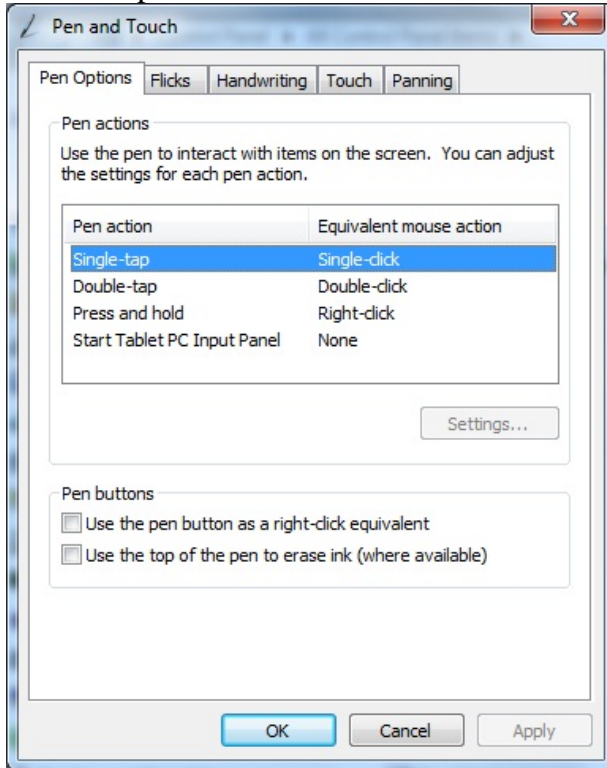 Pen and Touch
Pen Options Flicks Handwriting Touch Panning
Pen actions
Use the pen to interact with items on the screen. You can adjust
the settings for each pen action.
Pen action Equivalent mouse action
Single-tap Single-click
Double-tap Double-click
Press and hold Right-click
Start Tablet PC Input Panel None
Settings...
Pen buttons
Use the pen button as a right-click equivalent
Use the top of the pen to erase ink (where available)
OK Cancel Apply